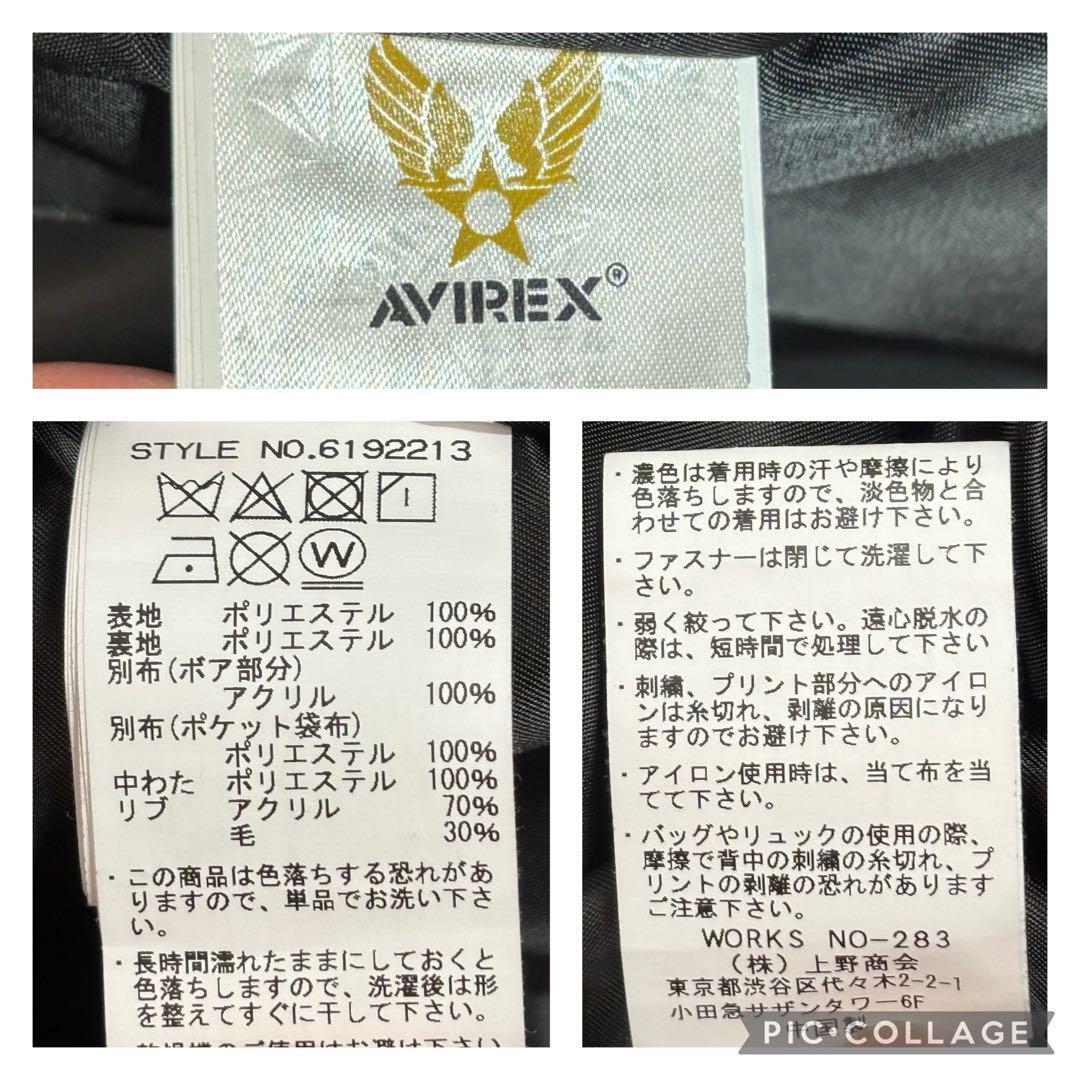 AVIREX®
STYLE NO.6192213
W
表地 ポリエステル 100%
裏地 ポリエステル 100%
別布(ボア部分)
アクリル 100%
別布(ポケット袋布)
ポリエステル 100%
中わた ポリエステル 100%
リブ アクリル 70%
毛 30%
・この商品は色落ちする恐れがあ
りますので、単品でお洗い下さ
い。
・長時間濡れたままにしておくと
色落ちしますので、洗濯後は形
を整えてすぐに干して下さい。
乾燥機のご使用はお避け下さい
・濃色は着用時の汗や摩擦により
色落ちしますので、淡色物と合
わせての着用はお避け下さい。
・ファスナーは閉じて洗濯して下
さい。
・弱く絞って下さい。遠心脱水の
際は、短時間で処理して下さい
・刺繍、プリント部分へのアイロ
ンは糸切れ、剥離の原因になり
ますのでお避け下さい。
・アイロン使用時は、当て布を当
てて下さい。
・バッグやリュックの使用の際、
摩擦で背中の刺繍の糸切れ、プ
リントの剥離の恐れがあります
ご注意下さい。
WORKS NO-283
(株)上野商会
東京都渋谷区代々木2-2-1
小田急サザンタワー6F
中国製
PIC COLLAGE